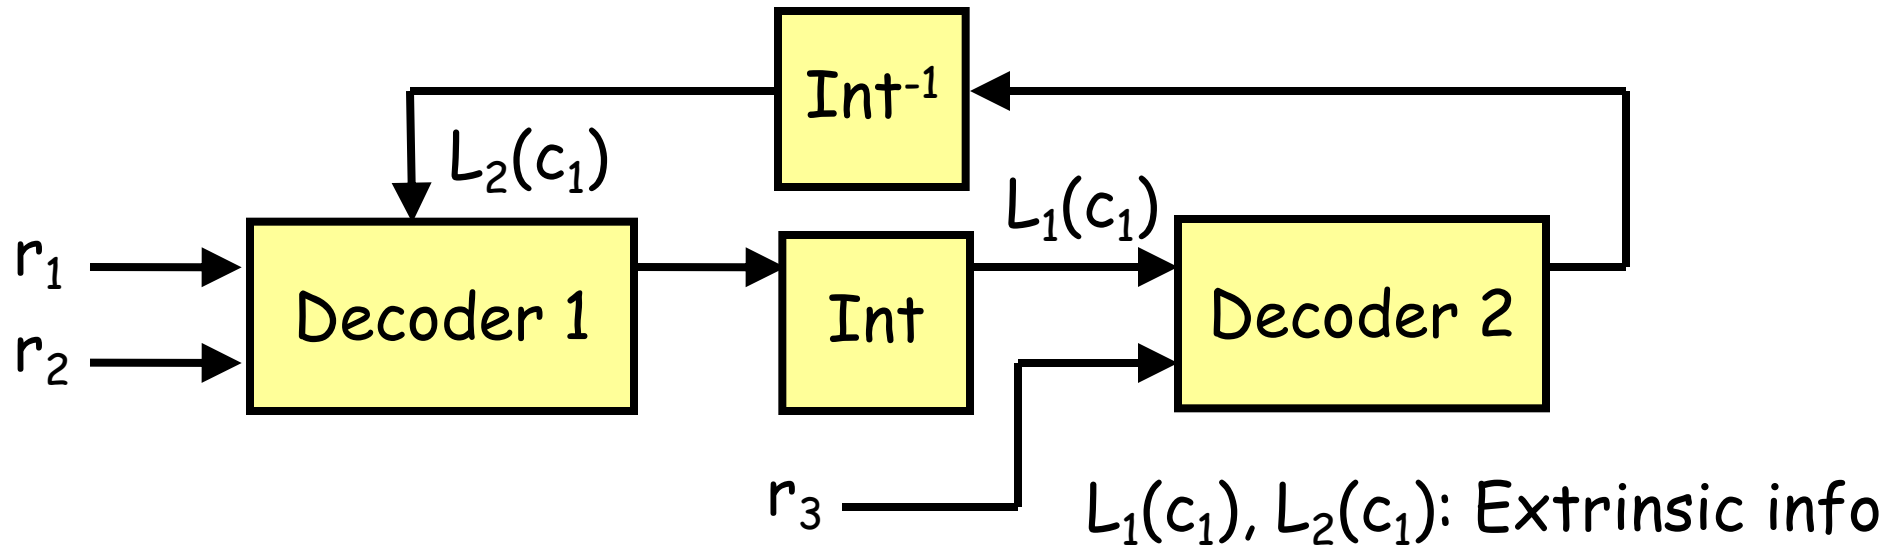 Int⁻¹
L₂(c₁)
L₁(c₁)
r₁
Decoder 1
Int
Decoder 2
r₂
r₃
L₁(c₁), L₂(c₁): Extrinsic info